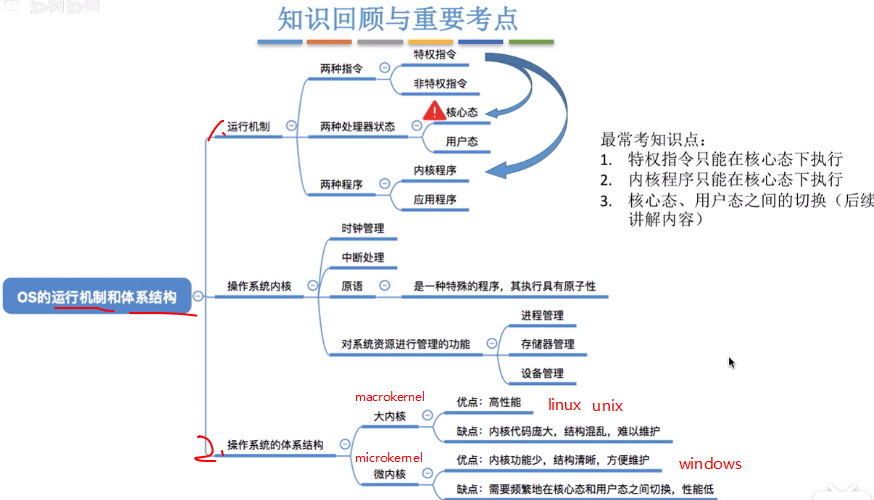 知识回顾与重要考点
两种指令
特权指令
非特权指令
运行机制
两种处理器状态
核心态
用户态
两种程序
内核程序
应用程序
最常考知识点：
1. 特权指令只能在核心态下执行
2. 内核程序只能在核心态下执行
3. 核心态、用户态之间的切换（后续
讲解内容）
OS的运行机制和体系结构
操作系统内核
时钟管理
中断处理
原语
是一种特殊的程序，其执行具有原子性
对系统资源进行管理的功能
进程管理
存储器管理
设备管理
2.
操作系统的体系结构
macrokernel
大内核
优点：高性能
linux unix
缺点：内核代码庞大，结构混乱，难以维护
microkernel
微内核
优点：内核功能少，结构清晰，方便维护
windows
缺点：需要频繁地在核心态和用户态之间切换，性能低